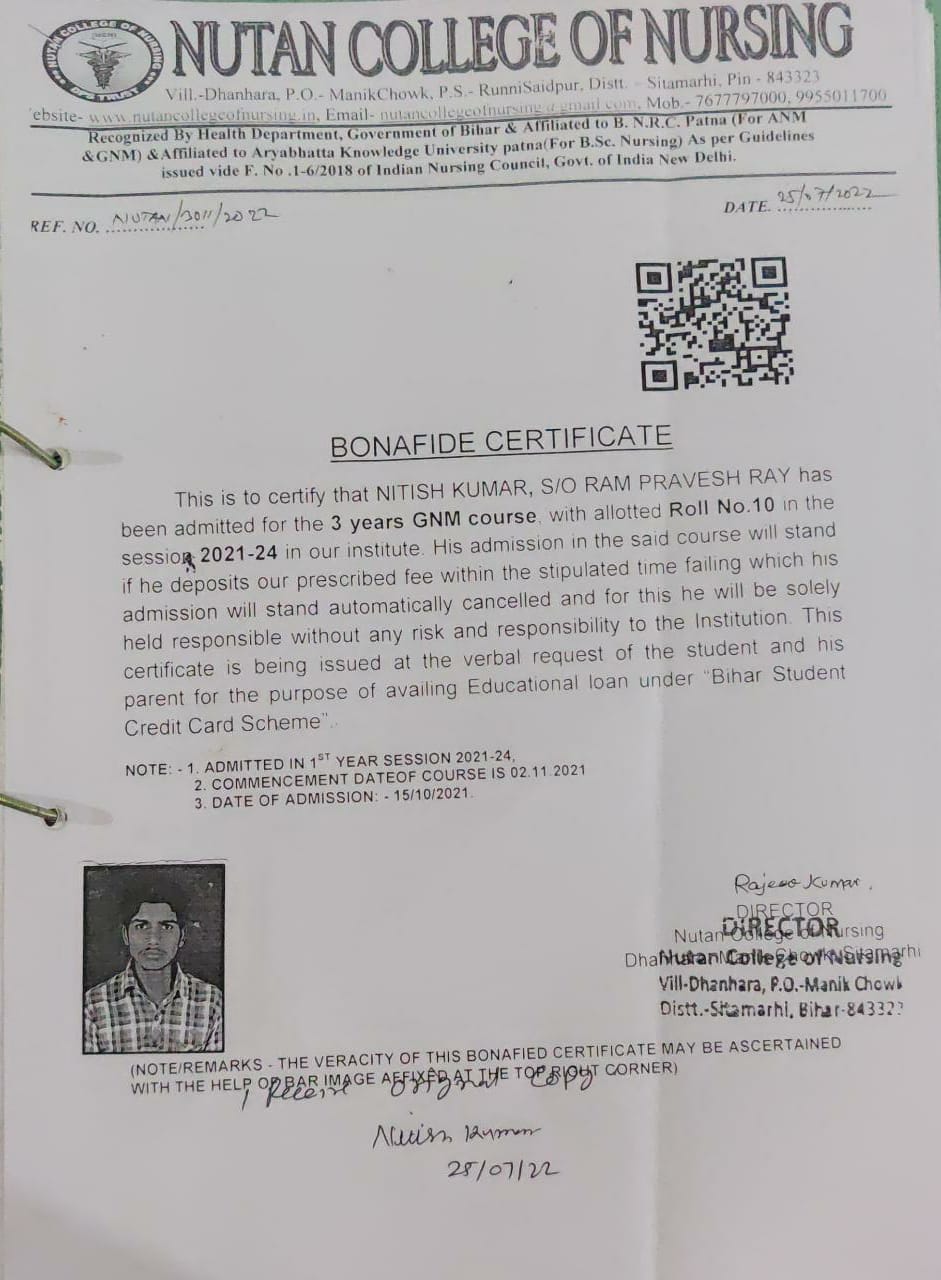 NUTAN COLLEGE OF NURSING
NUTAN COLLEGE OF NURSING
TRUST
Vill.-Dhanhara, P.O.- ManikChowk, P.S.- RunniSaidpur, Distt. - Sitamarhi, Pin - 843323
ebsite- www.nutancollegeofnursing.in, Email- nutancollegeofnursing@gmail.com, Mob.- 7677797000, 9955011700
Recognized By Health Department, Government of Bihar & Affiliated to B. N.R.C. Patna (For ANM
&GNM) &Affiliated to Aryabhatta Knowledge University patna(For B.Sc. Nursing) As per Guidelines
issued vide F. No .1-6/2018 of Indian Nursing Council, Govt. of India New Delhi.
REF. NO. NUTAN/3011/2022
DATE. 25/07/2022
BONAFIDE CERTIFICATE
This is to certify that NITISH KUMAR, S/O RAM PRAVESH RAY has
been admitted for the 3 years GNM course, with allotted Roll No.10 in the
session 2021-24 in our institute. His admission in the said course will stand
if he deposits our prescribed fee within the stipulated time failing which his
admission will stand automatically cancelled and for this he will be solely
held responsible without any risk and responsibility to the Institution. This
certificate is being issued at the verbal request of the student and his
parent for the purpose of availing Educational loan under "Bihar Student
Credit Card Scheme".
NOTE: - 1. ADMITTED IN 1ST YEAR SESSION 2021-24,
2. COMMENCEMENT DATEOF COURSE IS 02.11.2021
3. DATE OF ADMISSION: - 15/10/2021.
Kumar
DIRECTOR
DIRECTOR
Nutan College of Nursing
Nutan College of Nursing
Sitamarhi
Vill-Dhanhara, P.O.-Manik Chowk
Distt.-Sitamarhi, Bihar-843323
(NOTE/REMARKS - THE VERACITY OF THIS BONAFIED CERTIFICATE MAY BE ASCERTAINED
WITH THE HELP OF BAR IMAGE AFFIXED AT THE TOP RIGHT CORNER)
I Receive original copy
Nitish Kumar
28/07/22